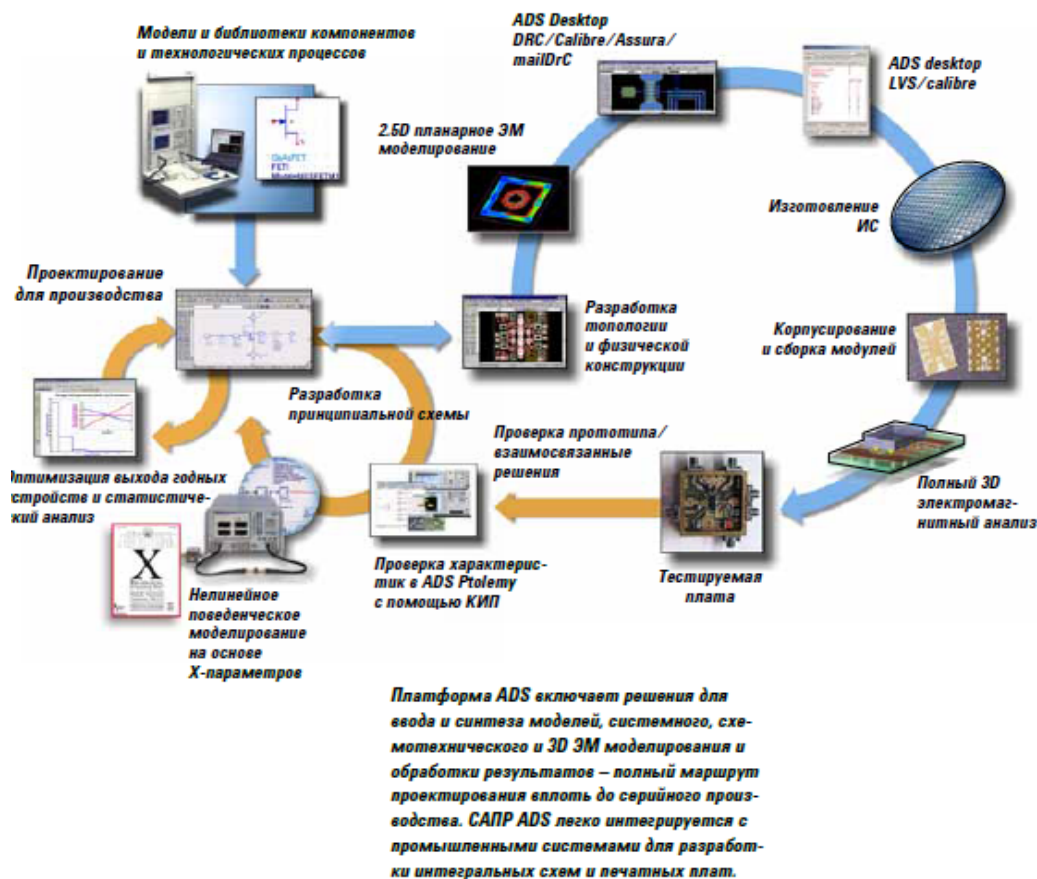 Модели и библиотеки компонентов
и технологических процессов
GaAsFET
FET1
ADS Desktop
DRC/Calibre/Assura/
mailDrC
ADS desktop
LVS/calibre
2.5D планарное ЭМ
моделирование
Изготовление
ИС
Проектирование
для производства
Разработка
топологии
и физической
конструкции
Корпусирование
и сборка модулей
Разработка
принципиальной схемы
Проверка прототипа/
взаимосвязанные
решения
птимизация выхода годных
стройств и статистиче-
кий анализ
Полный 3D
электромаг-
нитный анализ
X
Проверка характерис-
тик в ADS Ptolemy
с помощью КИП
Тестируемая
плата
Нелинейное
поведенческое
моделирование
на основе
X-параметров
Платформа ADS включает решения для
ввода и синтеза моделей, системного, схе-
мотехнического и 3D ЭМ моделирования и
обработки результатов – полный маршрут
проектирования вплоть до серийного произ-
водства. САПР ADS легко интегрируется с
промышленными системами для разработ-
ки интегральных схем и печатных плат.